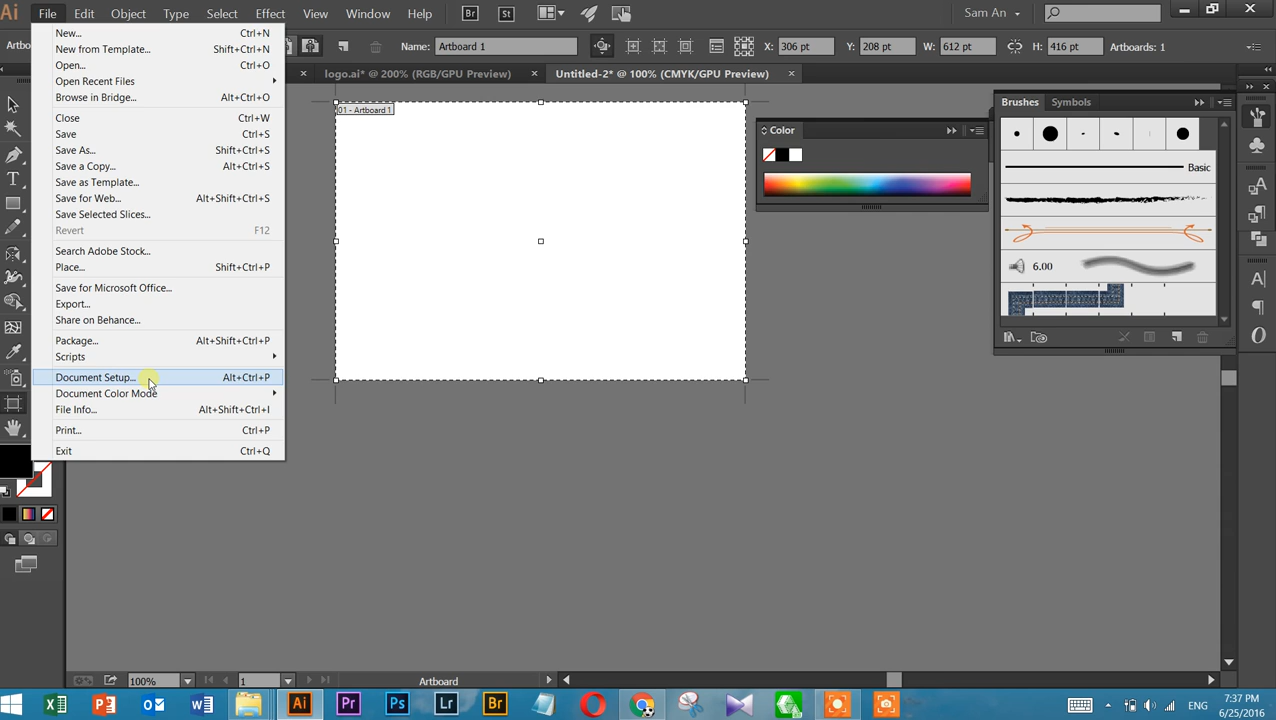 Ai File Edit Object Type Select Effect View Window Help Br St Sam An
Artbo Name: Artboard 1 X: 306 pt Y: 208 pt W: 612 pt H: 416 pt Artboards: 1
logo.ai* @ 200% (RGB/GPU Preview) × Untitled-2* @ 100% (CMYK/GPU Preview) ×
New... Ctrl+N
New from Template... Shift+Ctrl+N
Open... Ctrl+O
Open Recent Files
Browse in Bridge... Alt+Ctrl+O
Close Ctrl+W
Save Ctrl+S
Save As... Shift+Ctrl+S
Save a Copy... Alt+Ctrl+S
Save as Template...
Save for Web... Alt+Shift+Ctrl+S
Save Selected Slices...
Revert F12
Search Adobe Stock...
Place... Shift+Ctrl+P
Save for Microsoft Office...
Export...
Share on Behance...
Package... Alt+Shift+Ctrl+P
Scripts
Document Setup... Alt+Ctrl+P
Document Color Mode
File Info... Alt+Shift+Ctrl+I
Print... Ctrl+P
Exit Ctrl+Q
01 - Artboard 1
Color
Brushes Symbols
Basic
6.00
100% 1 Artboard
Ai Pr Ps Lr Br ENG
7:37 PM
6/25/2016